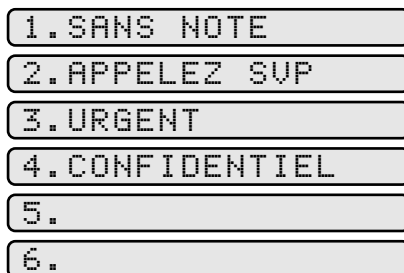 1.SANS NOTE
2.APPELEZ SVP
3.URGENT
4.CONFIDENTIEL
5.
6.